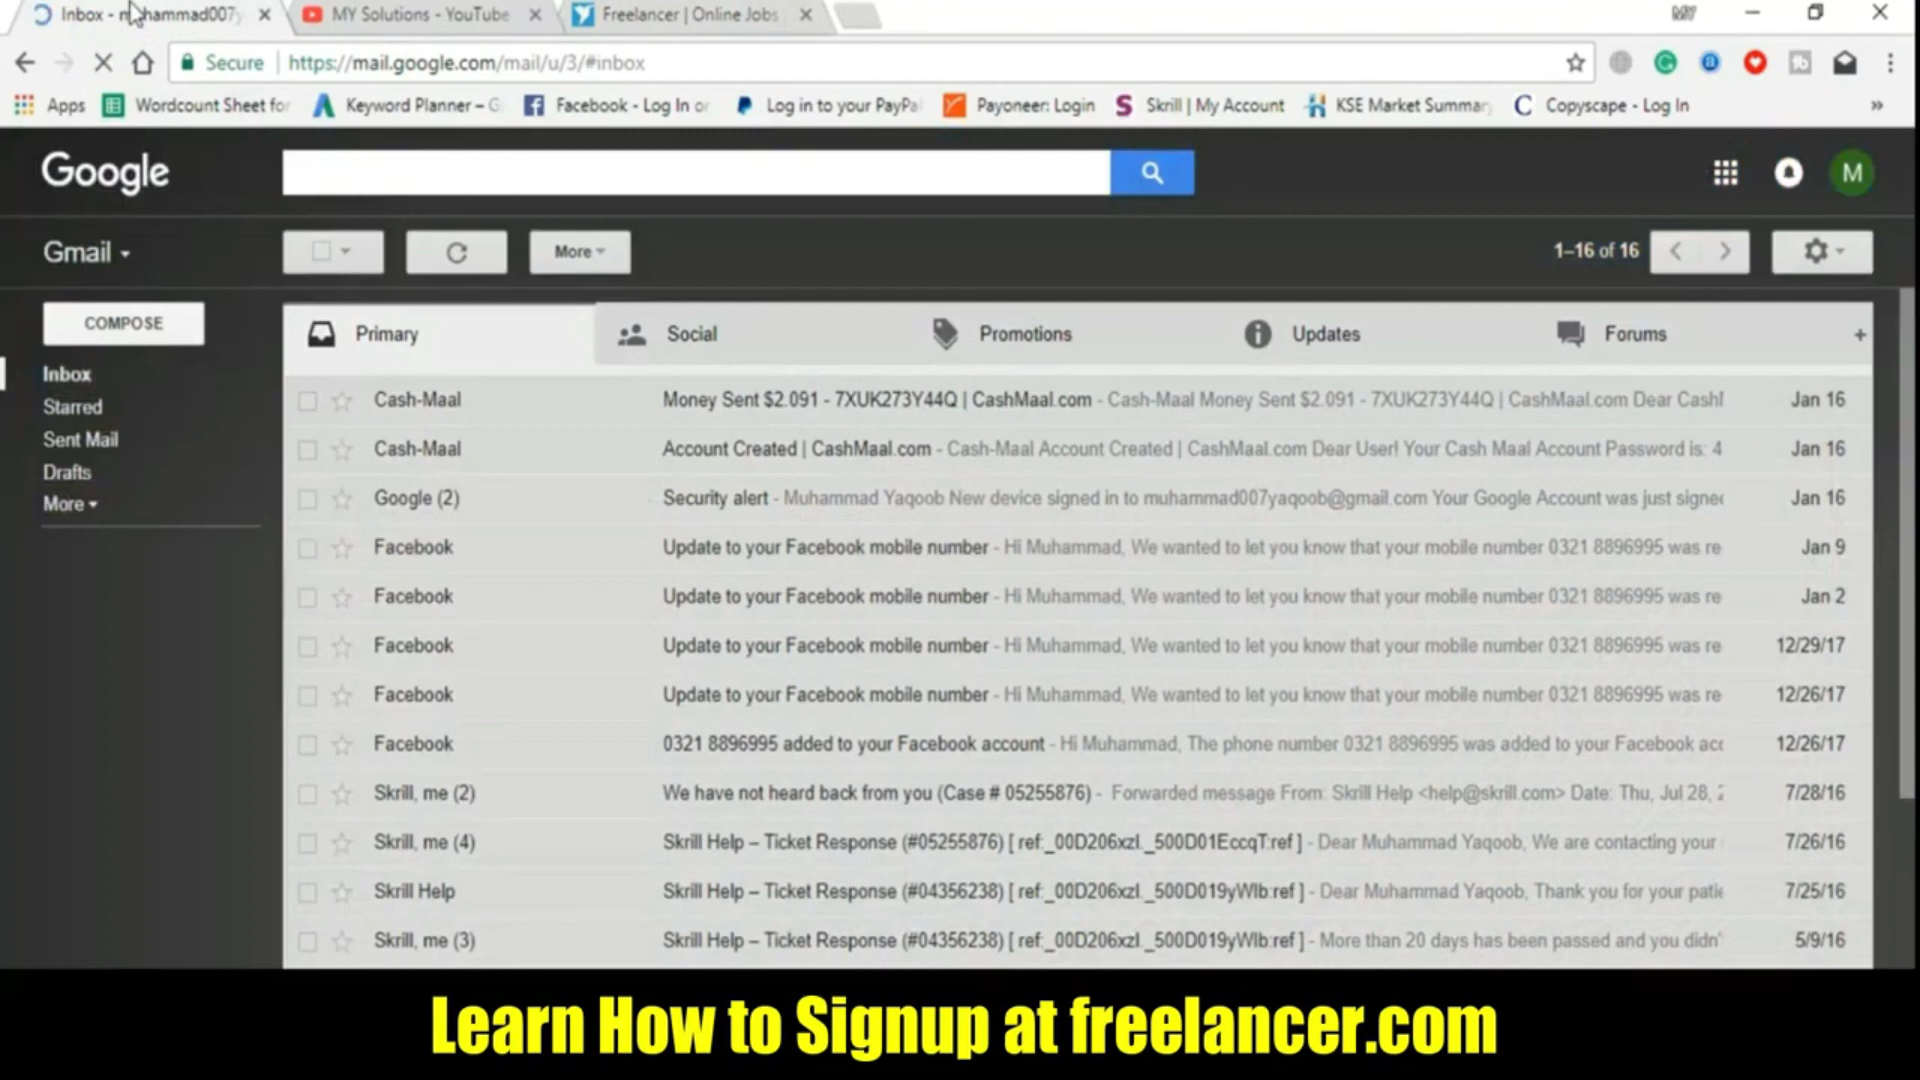 Inbox - muhammad007y
MY Solutions - YouTube
Freelancer | Online Jobs
MY
Secure
https://mail.google.com/mail/u/3/#inbox
Apps
Wordcount Sheet for
Keyword Planner – G
Facebook - Log In or
Log in to your PayPa
Payoneer: Login
Skrill | My Account
KSE Market Summar
Copyscape - Log In
»
Google
M
Gmail
More
1–16 of 16
COMPOSE
Inbox
Starred
Sent Mail
Drafts
More
Primary
Social
Promotions
Updates
Forums
+
Cash-Maal Money Sent $2.091 - 7XUK273Y44Q | CashMaal.com - Cash-Maal Money Sent $2.091 - 7XUK273Y44Q | CashMaal.com Dear Cash Jan 16
Cash-Maal Account Created | CashMaal.com - Cash-Maal Account Created | CashMaal.com Dear User! Your Cash Maal Account Password is: 4 Jan 16
Google (2) Security alert - Muhammad Yaqoob New device signed in to muhammad007yaqoob@gmail.com Your Google Account was just signed Jan 16
Facebook Update to your Facebook mobile number - Hi Muhammad, We wanted to let you know that your mobile number 0321 8896995 was re Jan 9
Facebook Update to your Facebook mobile number - Hi Muhammad, We wanted to let you know that your mobile number 0321 8896995 was re Jan 2
Facebook Update to your Facebook mobile number - Hi Muhammad, We wanted to let you know that your mobile number 0321 8896995 was re 12/29/17
Facebook Update to your Facebook mobile number - Hi Muhammad, We wanted to let you know that your mobile number 0321 8896995 was re 12/26/17
Facebook 0321 8896995 added to your Facebook account - Hi Muhammad, The phone number 0321 8896995 was added to your Facebook acc 12/26/17
Skrill, me (2) We have not heard back from you (Case # 05255876) - Forwarded message From: Skrill Help <help@skrill.com> Date: Thu, Jul 28, 2 7/28/16
Skrill, me (4) Skrill Help – Ticket Response (#05255876) [ ref:_00D206xzl._500D01EccqT:ref ] - Dear Muhammad Yaqoob, We are contacting your 7/26/16
Skrill Help Skrill Help – Ticket Response (#04356238) [ ref:_00D206xzl._500D019yWlb:ref ] - Dear Muhammad Yaqoob, Thank you for your patie 7/25/16
Skrill, me (3) Skrill Help – Ticket Response (#04356238) [ ref:_00D206xzl._500D019yWlb:ref ] - More than 20 days has been passed and you didn' 5/9/16
Learn How to Signup at freelancer.com